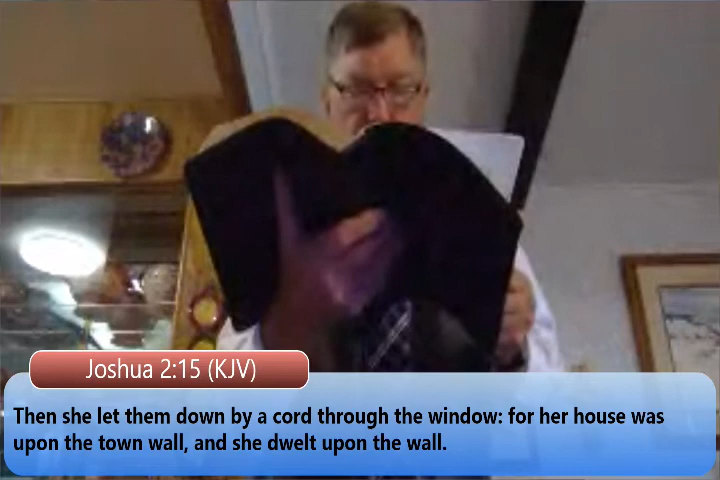 Joshua 2:15 (KJV)
Then she let them down by a cord through the window: for her house was
upon the town wall, and she dwelt upon the wall.